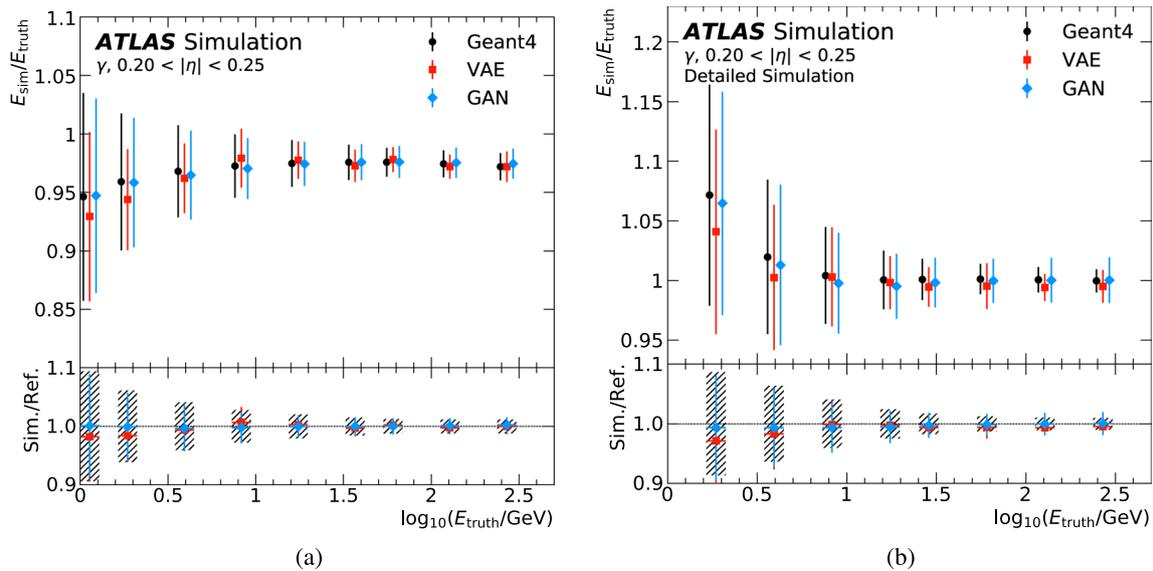 1.1
1.05
1
0.95
0.9
0.85
E_sim/E_truth
ATLAS Simulation
γ, 0.20 < |η| < 0.25
Geant4
VAE
GAN
1.1
1.0
0.9
Sim./Ref.
0 0.5 1 1.5 2 2.5
log10(E_truth/GeV)
(a)
1.2
1.15
1.1
1.05
1
0.95
E_sim/E_truth
ATLAS Simulation
γ, 0.20 < |η| < 0.25
Detailed Simulation
Geant4
VAE
GAN
1.1
1.0
0.9
Sim./Ref.
0 0.5 1 1.5 2 2.5
log10(E_truth/GeV)
(b)